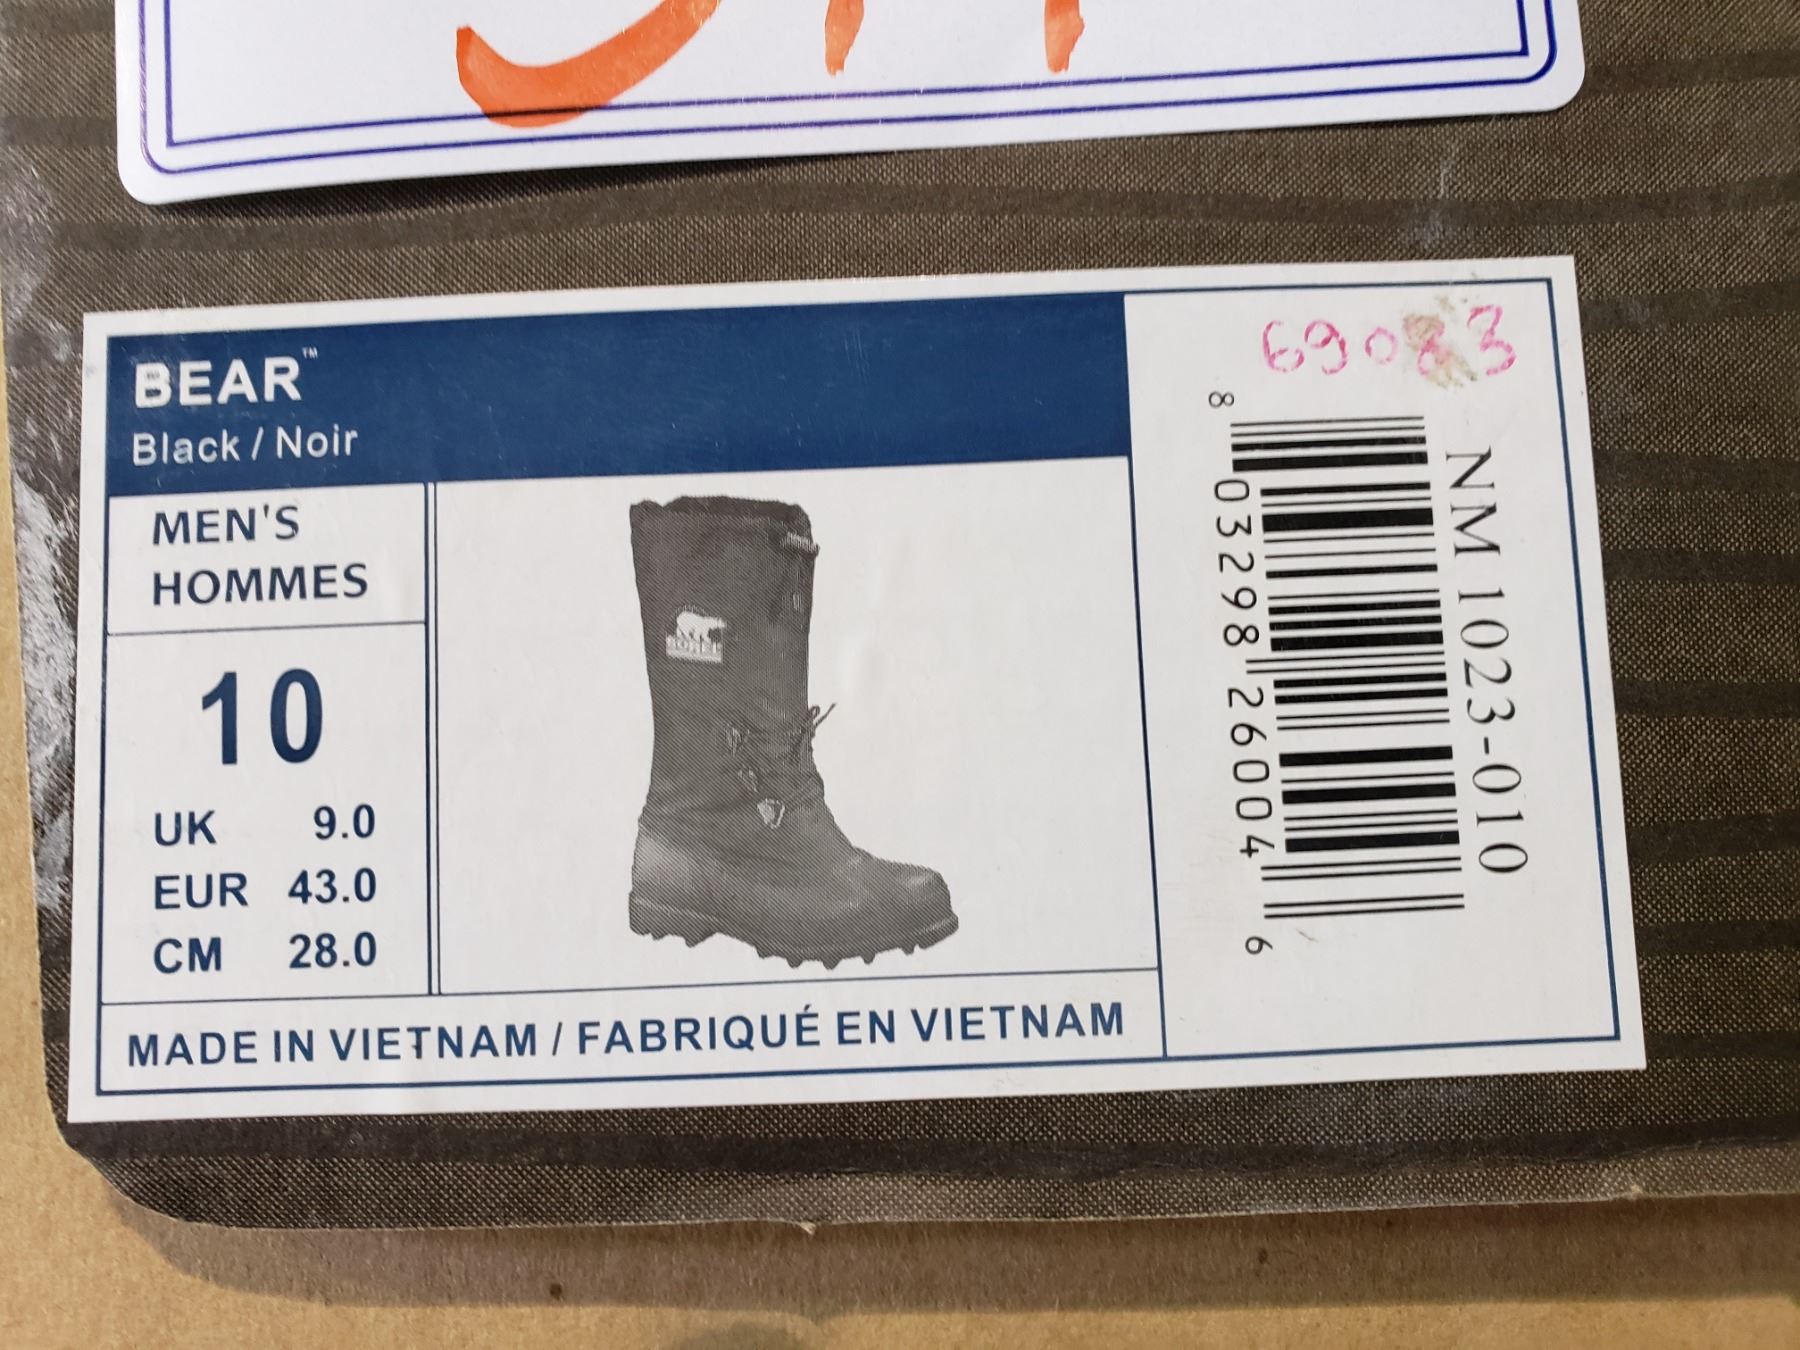 BEAR™
Black / Noir
MEN'S
HOMMES
10
UK 9.0
EUR 43.0
CM 28.0
MADE IN VIETNAM / FABRIQUÉ EN VIETNAM
SOREL
8 03298 26004 6
NM 1023-010